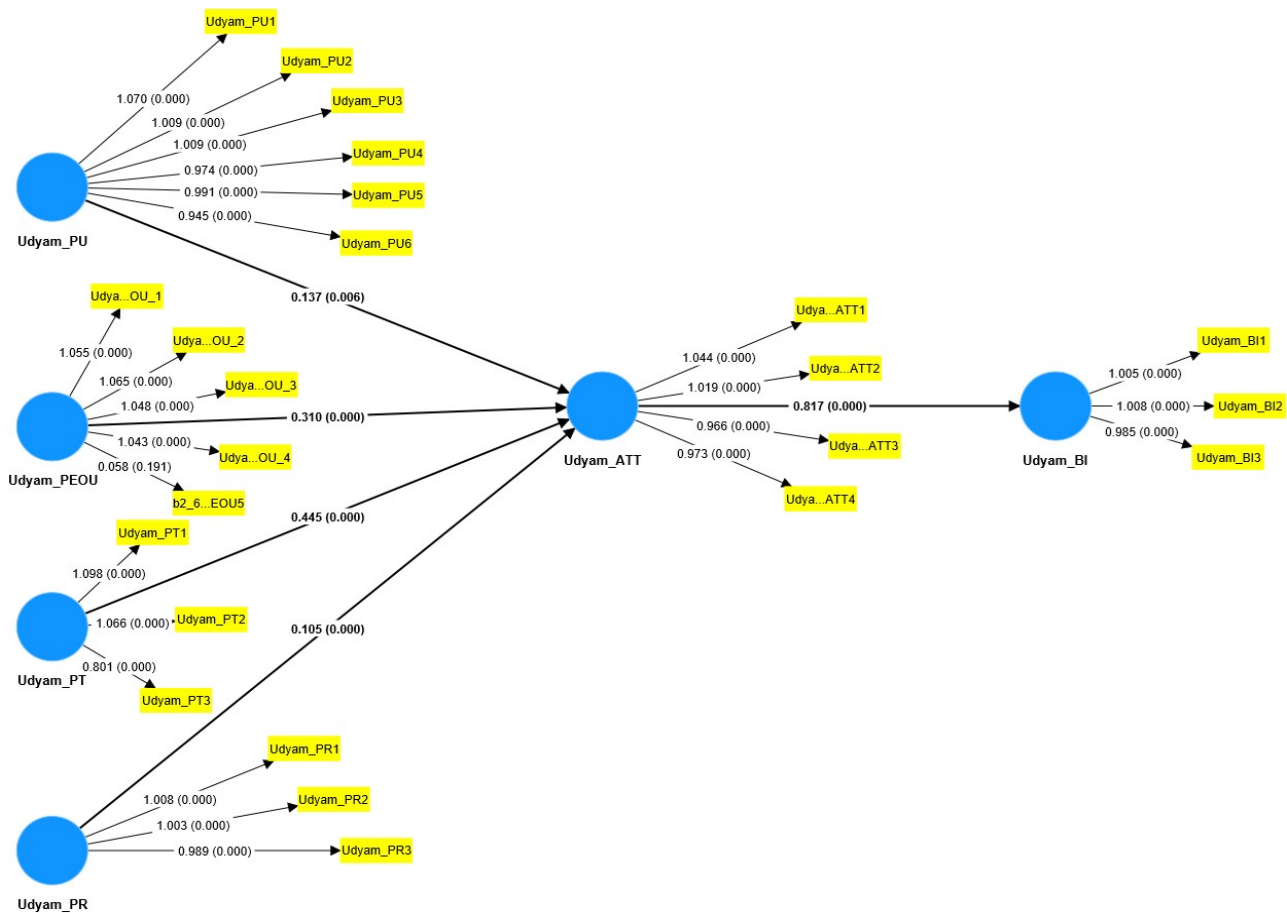 Udyam_PU1
Udyam_PU2
Udyam_PU3
Udyam_PU4
Udyam_PU5
Udyam_PU6
1.070 (0.000)
1.009 (0.000)
1.009 (0.000)
0.974 (0.000)
0.991 (0.000)
0.945 (0.000)
Udyam_PU
0.137 (0.006)
Udya...OU_1
Udya...OU_2
Udya...OU_3
Udya...OU_4
b2_6...EOU5
1.055 (0.000)
1.065 (0.000)
1.048 (0.000)
1.043 (0.000)
0.058 (0.191)
Udyam_PEOU
0.310 (0.000)
Udyam_PT1
Udyam_PT2
Udyam_PT3
1.098 (0.000)
1.066 (0.000)
0.801 (0.000)
Udyam_PT
0.445 (0.000)
Udyam_PR1
Udyam_PR2
Udyam_PR3
1.008 (0.000)
1.003 (0.000)
0.989 (0.000)
Udyam_PR
0.105 (0.000)
Udya...ATT1
Udya...ATT2
Udya...ATT3
Udya...ATT4
1.044 (0.000)
1.019 (0.000)
0.966 (0.000)
0.973 (0.000)
Udyam_ATT
0.817 (0.000)
Udyam_BI1
Udyam_BI2
Udyam_BI3
1.005 (0.000)
1.008 (0.000)
0.985 (0.000)
Udyam_BI